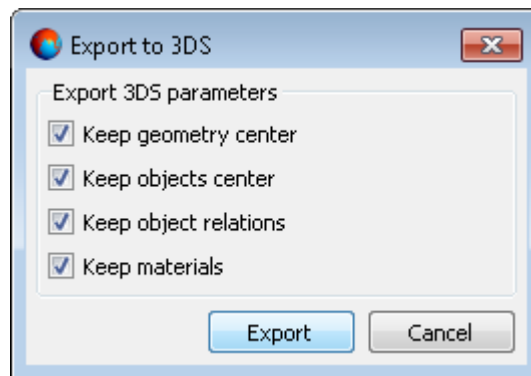 Export to 3DS
Export 3DS parameters
Keep geometry center
Keep objects center
Keep object relations
Keep materials
Export
Cancel